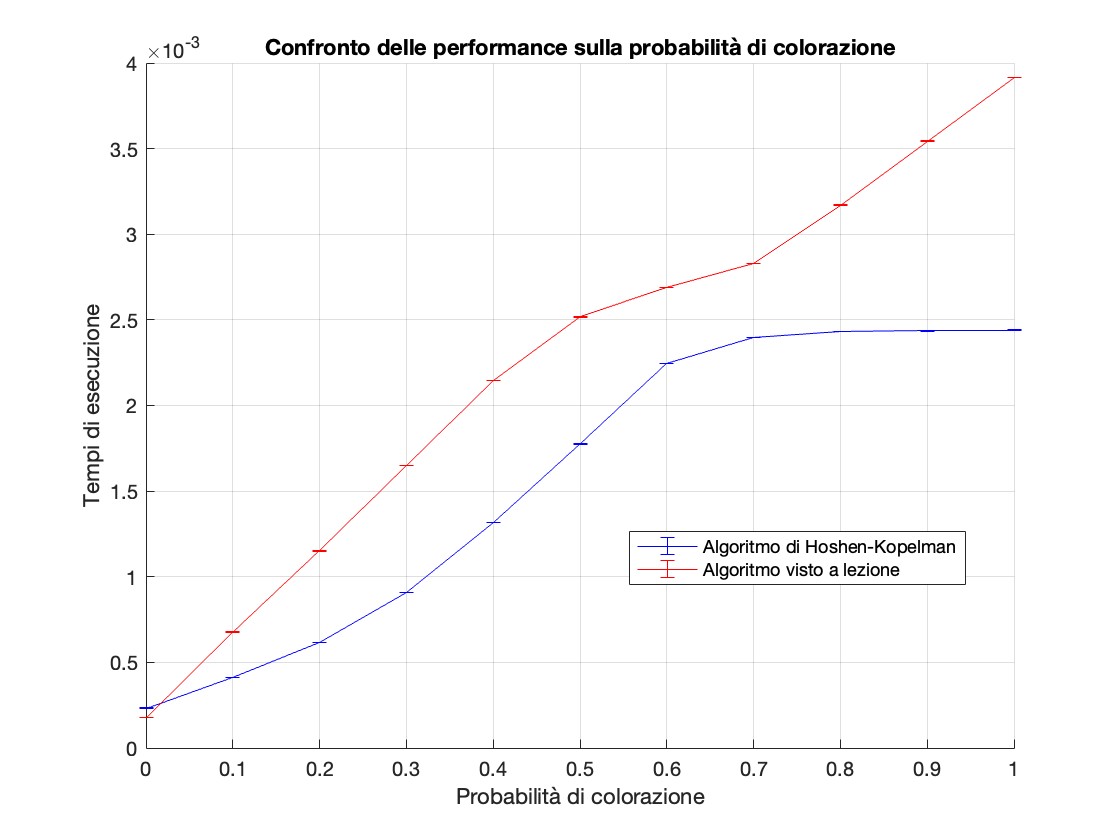 ×10-3
Confronto delle performance sulla probabilità di colorazione
4
3.5
3
2.5
2
1.5
1
0.5
0
Tempi di esecuzione
Algoritmo di Hoshen-Kopelman
Algoritmo visto a lezione
0 0.1 0.2 0.3 0.4 0.5 0.6 0.7 0.8 0.9 1
Probabilità di colorazione